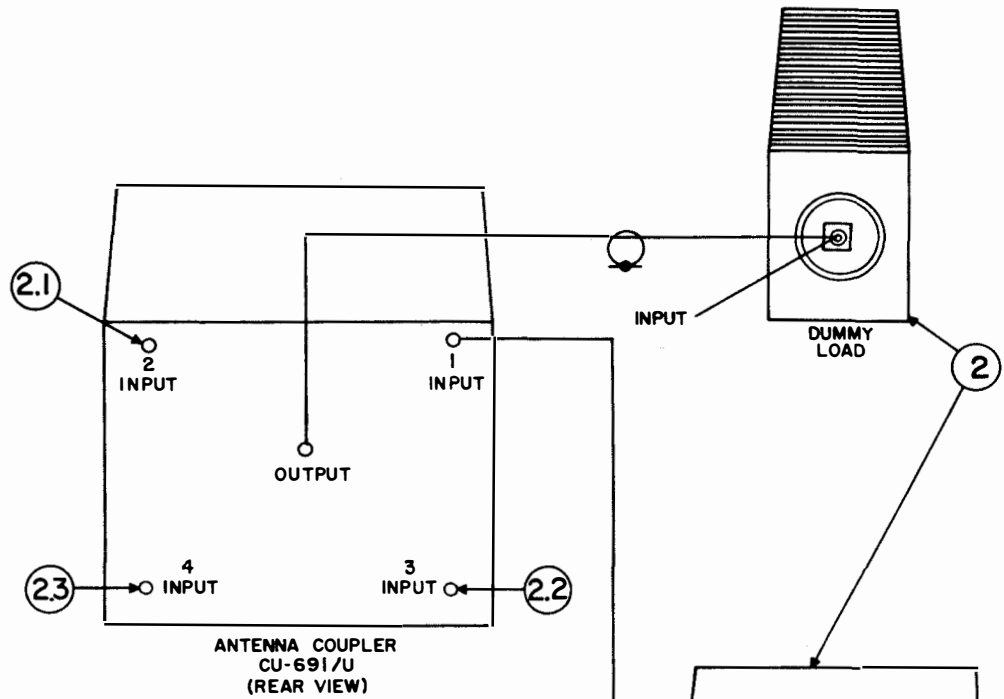 2.1
2
INPUT
1
INPUT
OUTPUT
INPUT
DUMMY
LOAD
2
2.3
4
INPUT
3
INPUT
2.2
ANTENNA COUPLER
CU-691/U
(REAR VIEW)